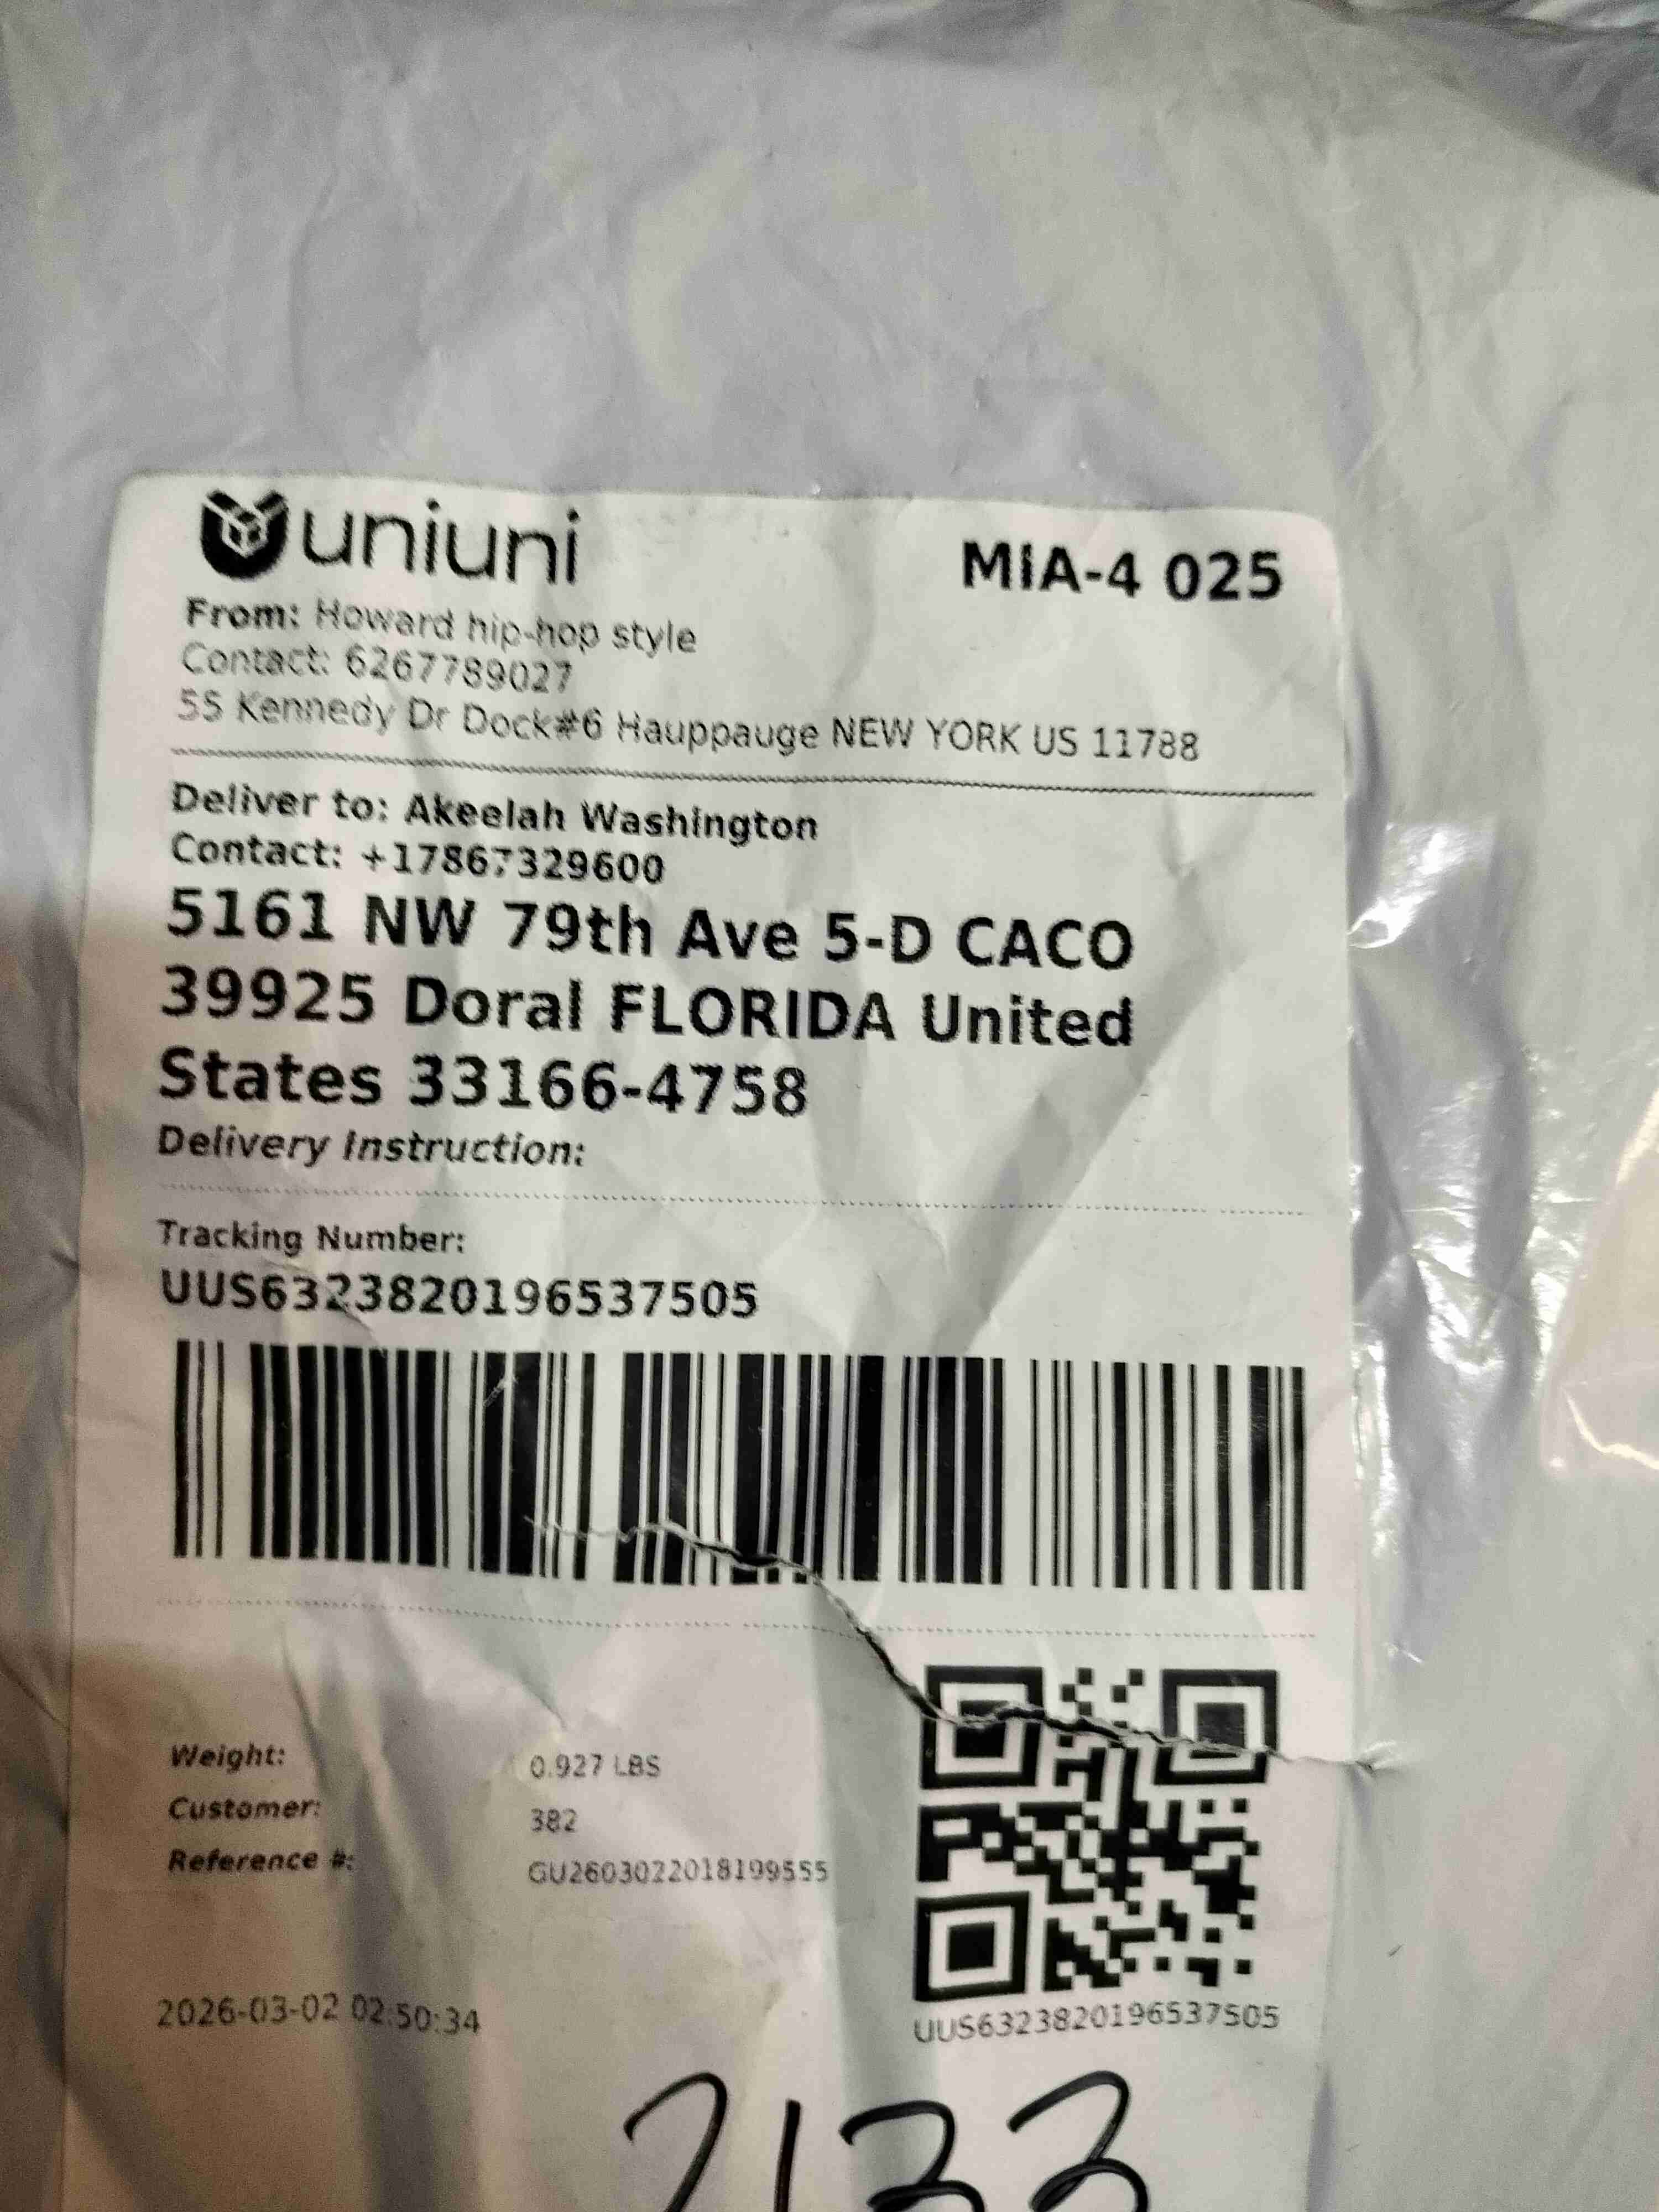 uniuni
MIA-4 025
From: Howard hip-hop style
Contact: 6267789027
55 Kennedy Dr Dock#6 Hauppauge NEW YORK US 11788
Deliver to: Akeelah Washington
Contact: +17867329600
5161 NW 79th Ave 5-D CACO
39925 Doral FLORIDA United
States 33166-4758
Delivery Instruction:
Tracking Number:
UUS6323820196537505
Weight: 0.927 LBS
Customer: 382
Reference #: GU2603022018199555
2026-03-02 02:50:34
UUS6323820196537505
2133